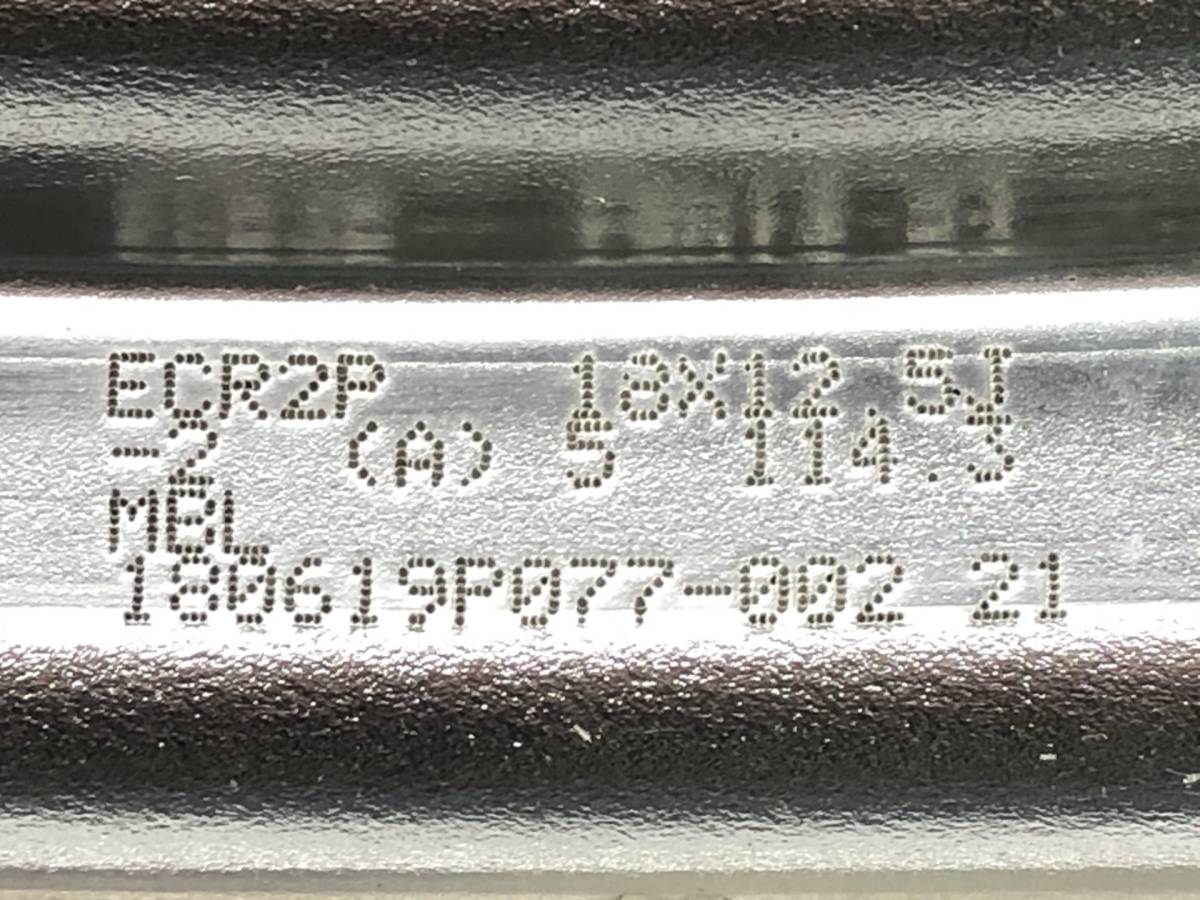 ECR2P 18X12 5J
-2 (A) 5 114.3
MBL
180619P077-002 21